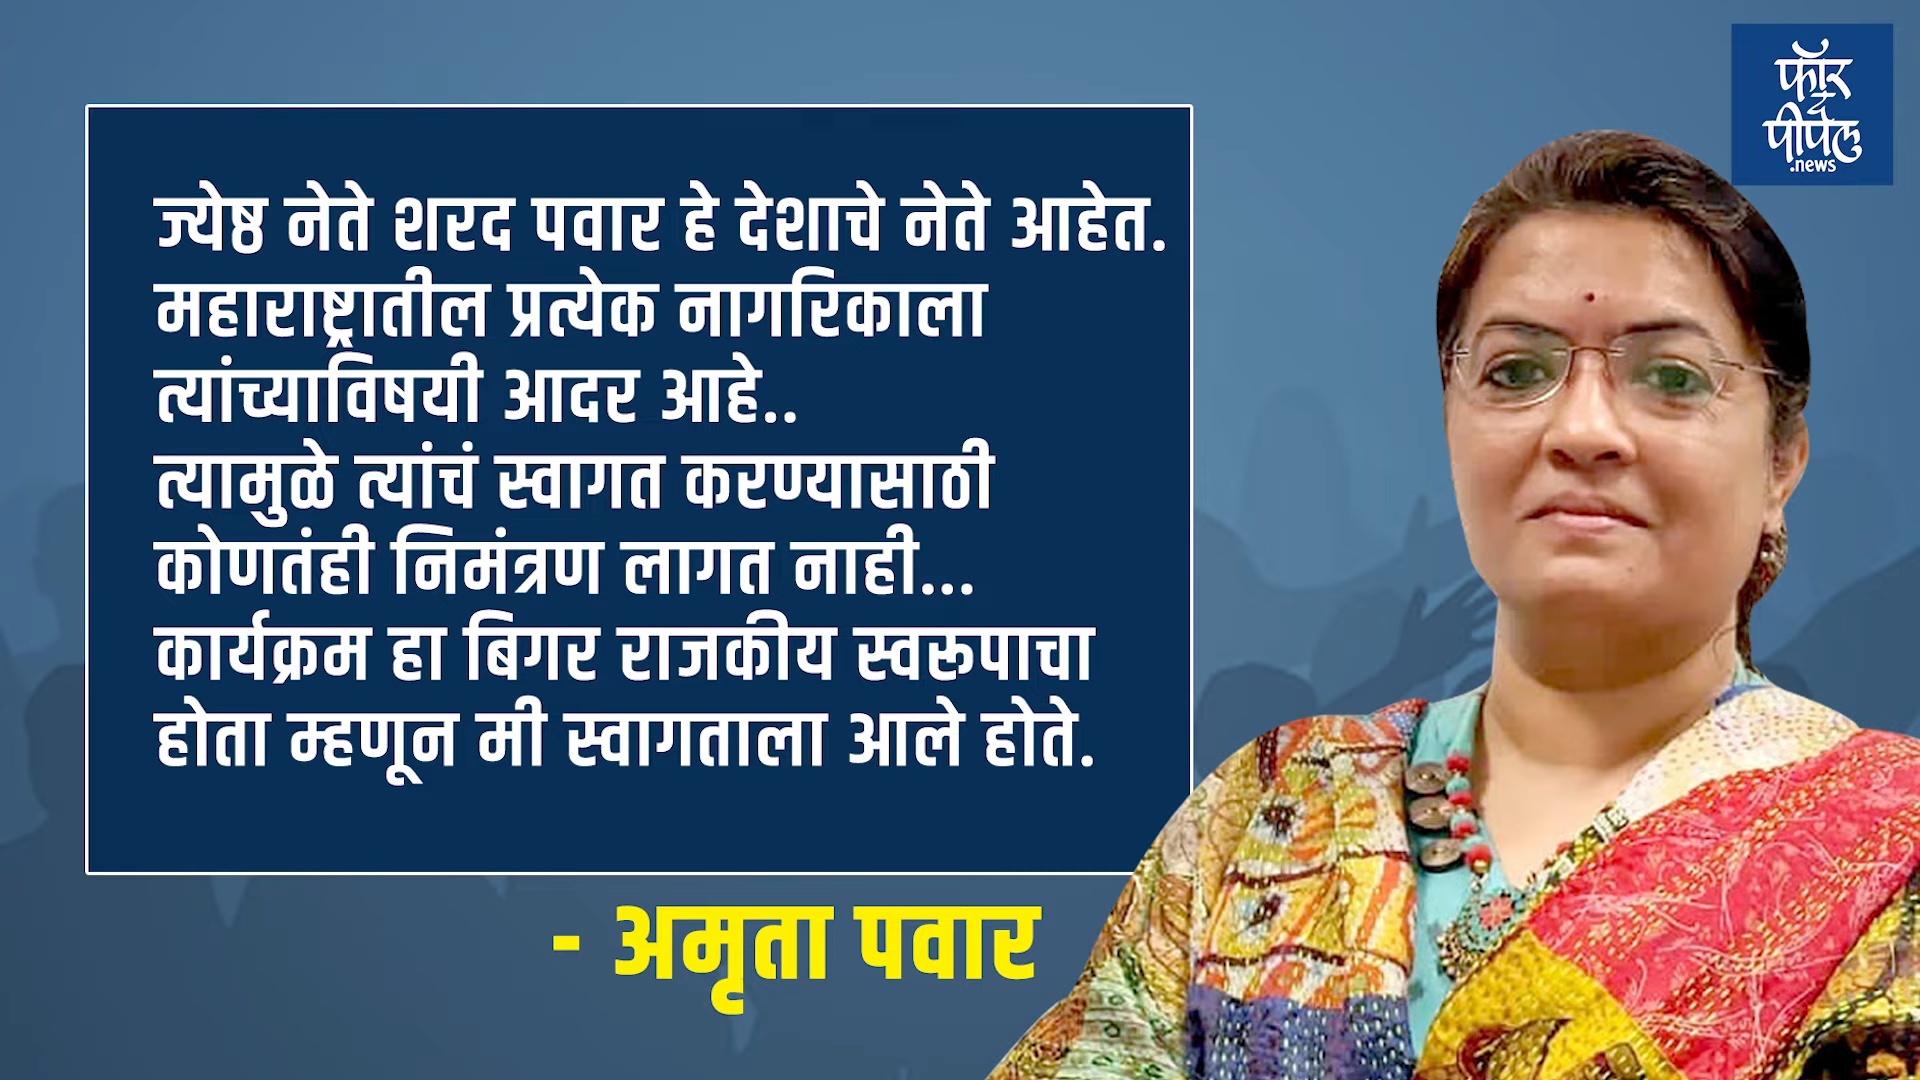 फॉर
द
पीपल
.news
ज्येष्ठ नेते शरद पवार हे देशाचे नेते आहेत.
महाराष्ट्रातील प्रत्येक नागरिकाला
त्यांच्याविषयी आदर आहे..
त्यामुळे त्यांचं स्वागत करण्यासाठी
कोणतंही निमंत्रण लागत नाही...
कार्यक्रम हा बिगर राजकीय स्वरूपाचा
होता म्हणून मी स्वागताला आले होते.
- अमृता पवार